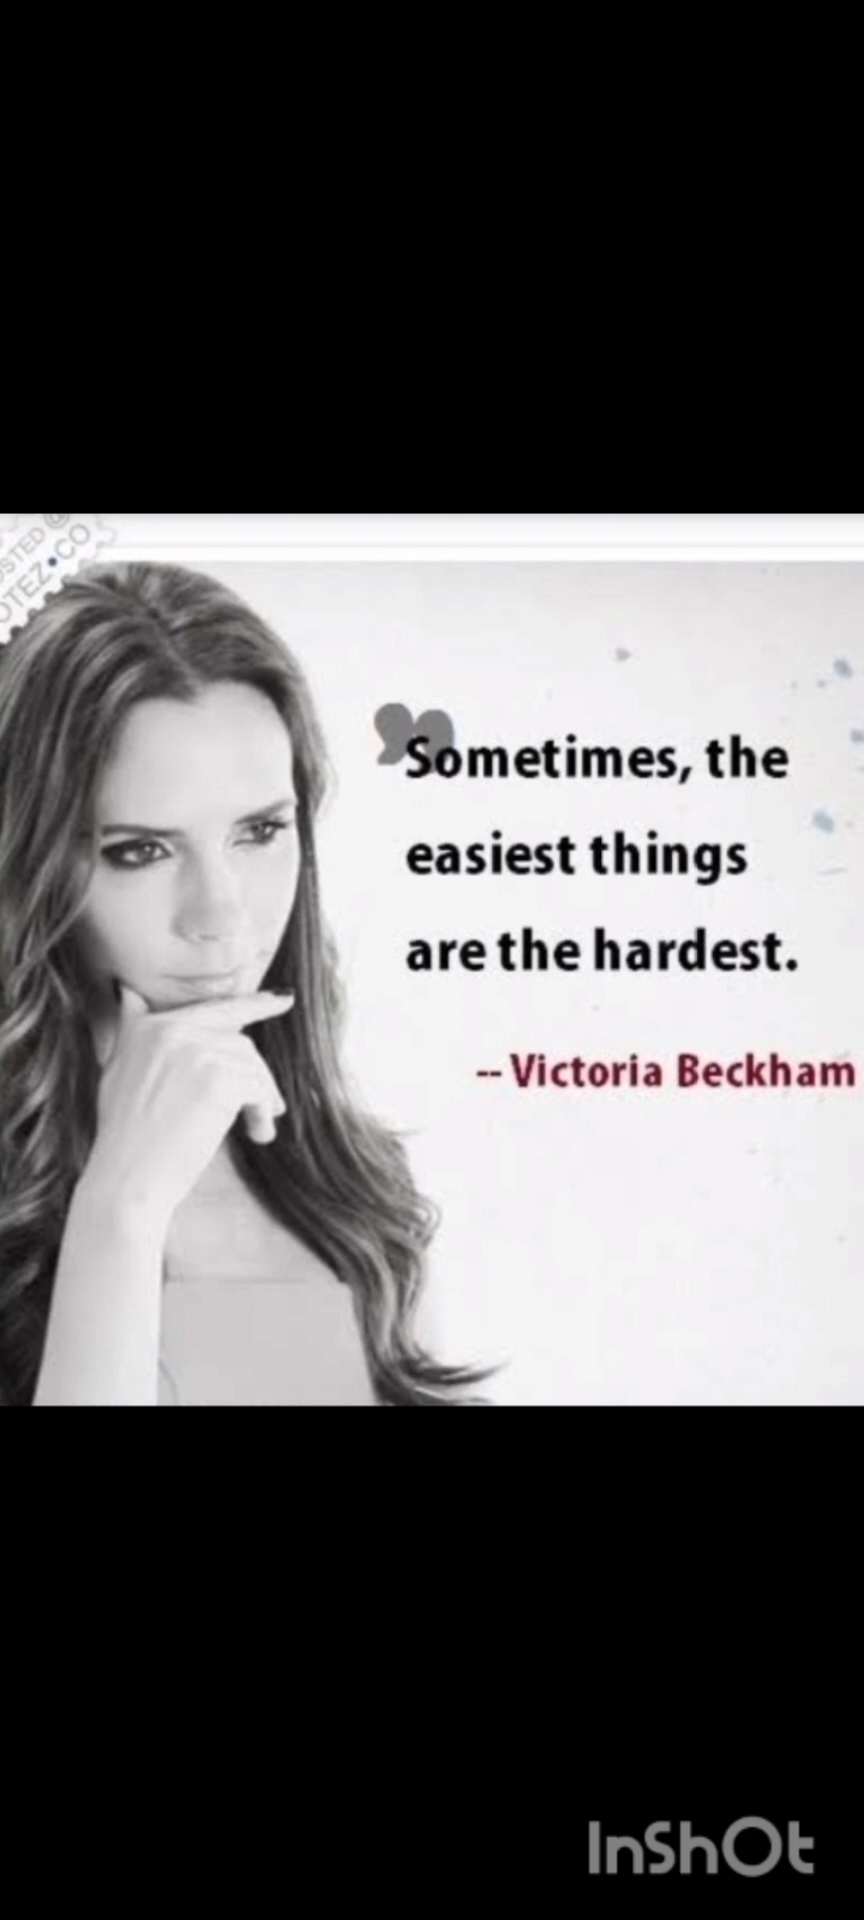 Sometimes, the
easiest things
are the hardest.
-- Victoria Beckham
InShOt